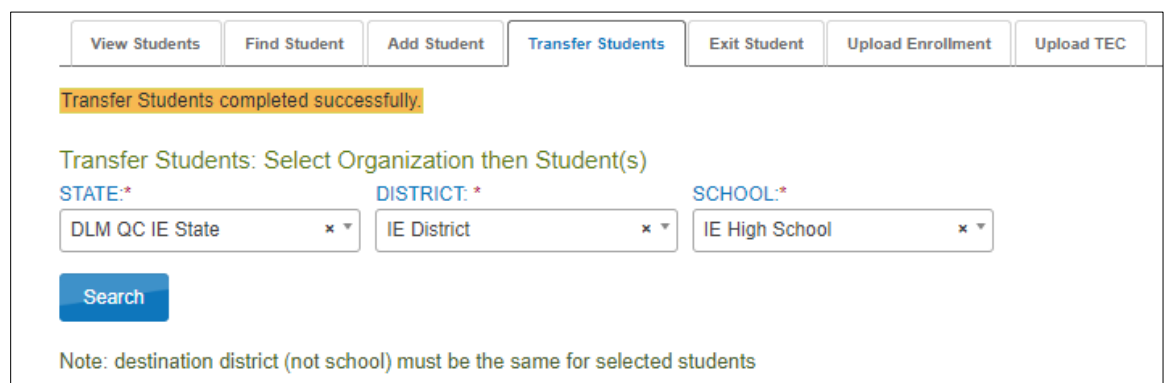 View Students Find Student Add Student Transfer Students Exit Student Upload Enrollment Upload TEC
Transfer Students completed successfully.
Transfer Students: Select Organization then Student(s)
STATE:* DISTRICT: * SCHOOL:*
DLM QC IE State × IE District × IE High School ×
Search
Note: destination district (not school) must be the same for selected students